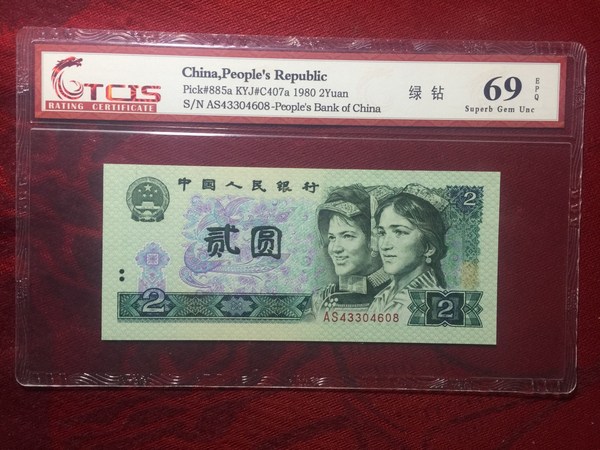 TCIS
RATING CERTIFICATE
China,People's Republic
Pick#885a KYJ#C407a 1980 2Yuan
S/N AS43304608-People's Bank of China
绿钻
69
EPQ
Superb Gem Unc
中国人民银行
2
贰圆
2
AS43304608
2